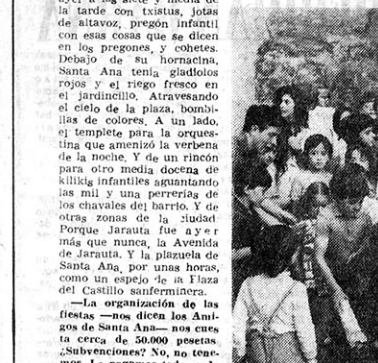 ayer a las siete y media de
la tarde con txistus, jotas
de altavoz, pregón infantil
con esas cosas que se dicen
en los pregones, y cohetes.
Debajo de su hornacina,
Santa Ana tenía gladiolos
rojos y el riego fresco en
el jardincillo. Atravesando
el cielo de la plaza, bombi-
llas de colores. A un lado,
el templete para la orques-
tina que amenizó la verbena
de la noche. Y de un rincón
para otro media docena de
kilikis infantiles aguantando
las mil y una perrerías de
los chavales del barrio. Y de
otras zonas de la ciudad
Porque Jarauta fue ayer
más que nunca, la Avenida
de Jarauta. Y la plazuela de
Santa Ana, por unas horas,
como un espejo de la Plaza
del Castillo sanferminera.
—La organización de las
fiestas —nos dicen los Ami-
gos de Santa Ana— nos cues
ta cerca de 50.000 pesetas
¿Subvenciones? No, no tene-